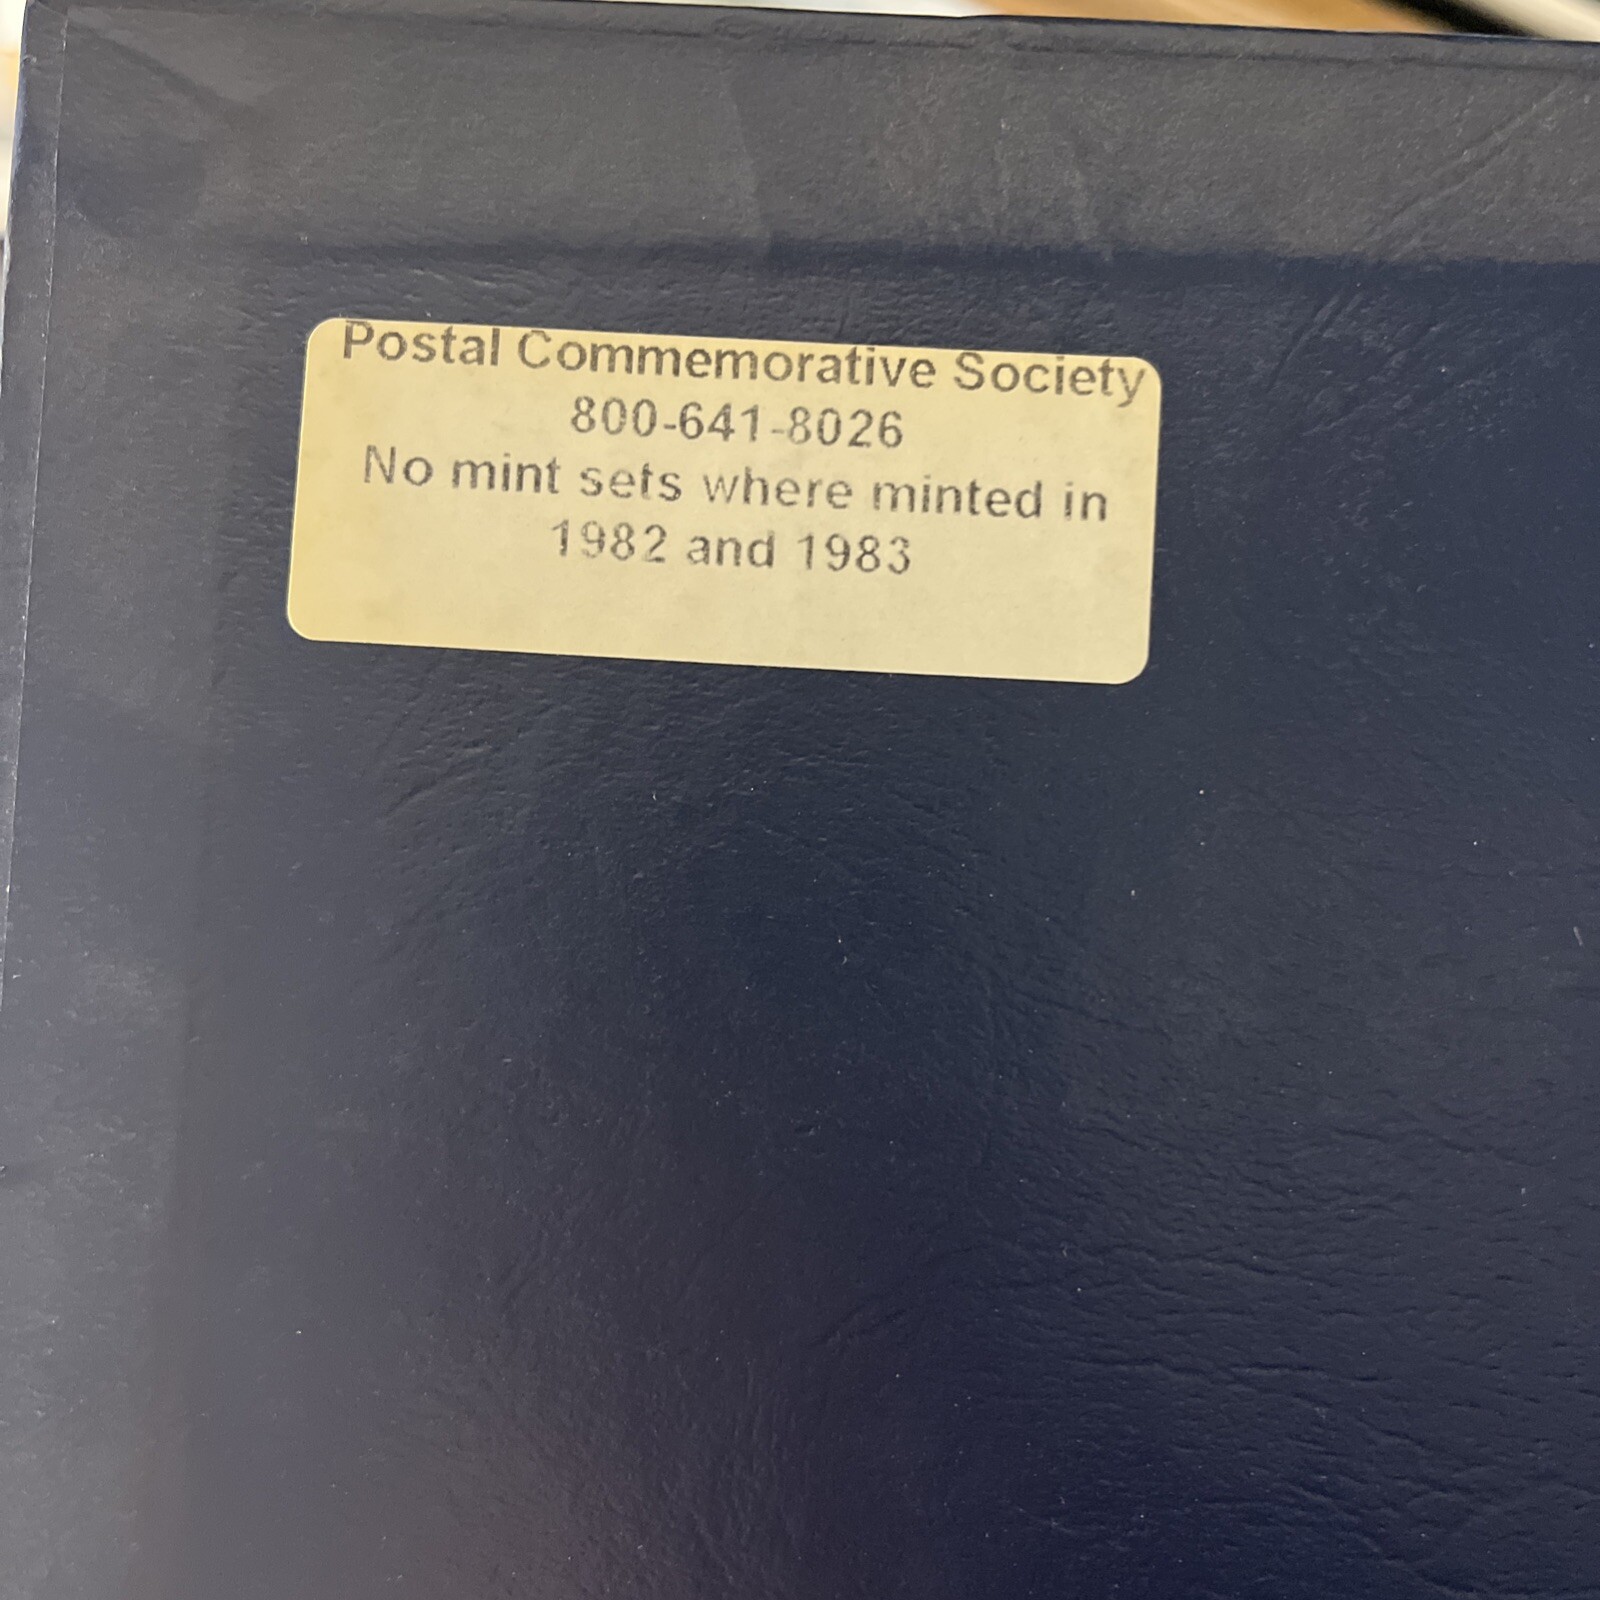 Postal Commemorative Society
800-641-8026
No mint sets where minted in
1982 and 1983